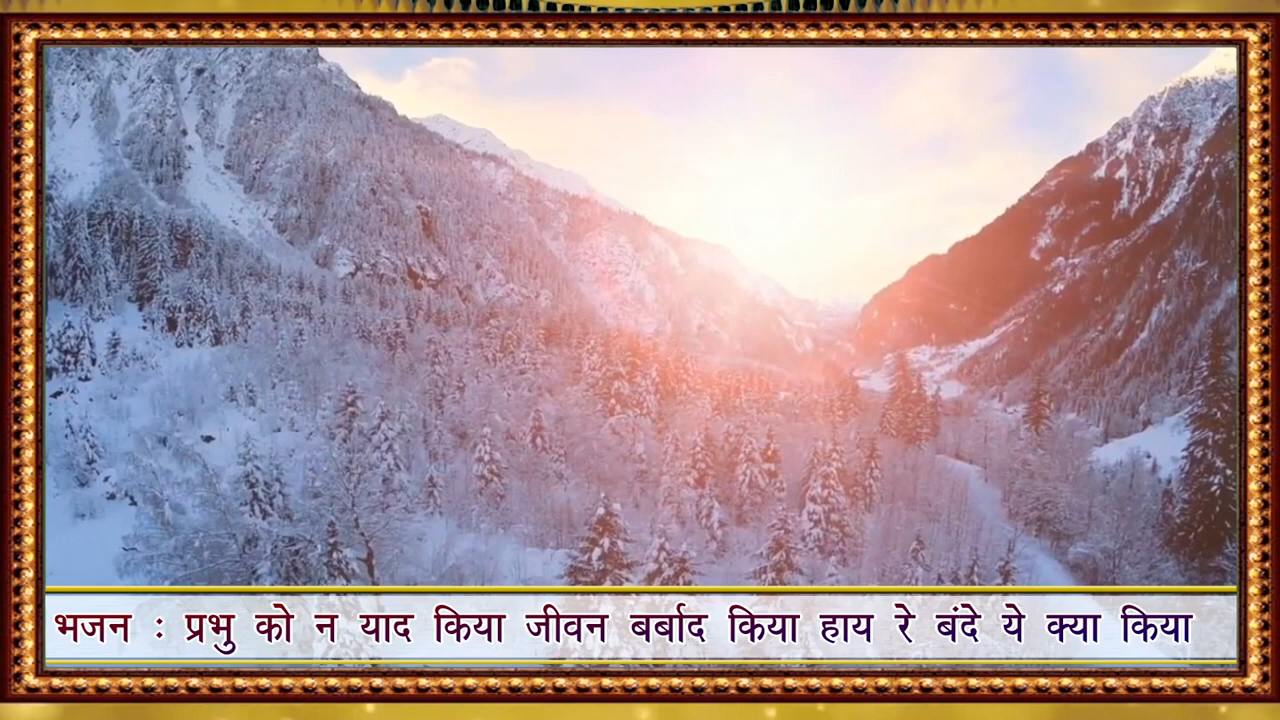 भजन : प्रभु को न याद किया जीवन बर्बाद किया हाय रे बंदे ये क्या किया